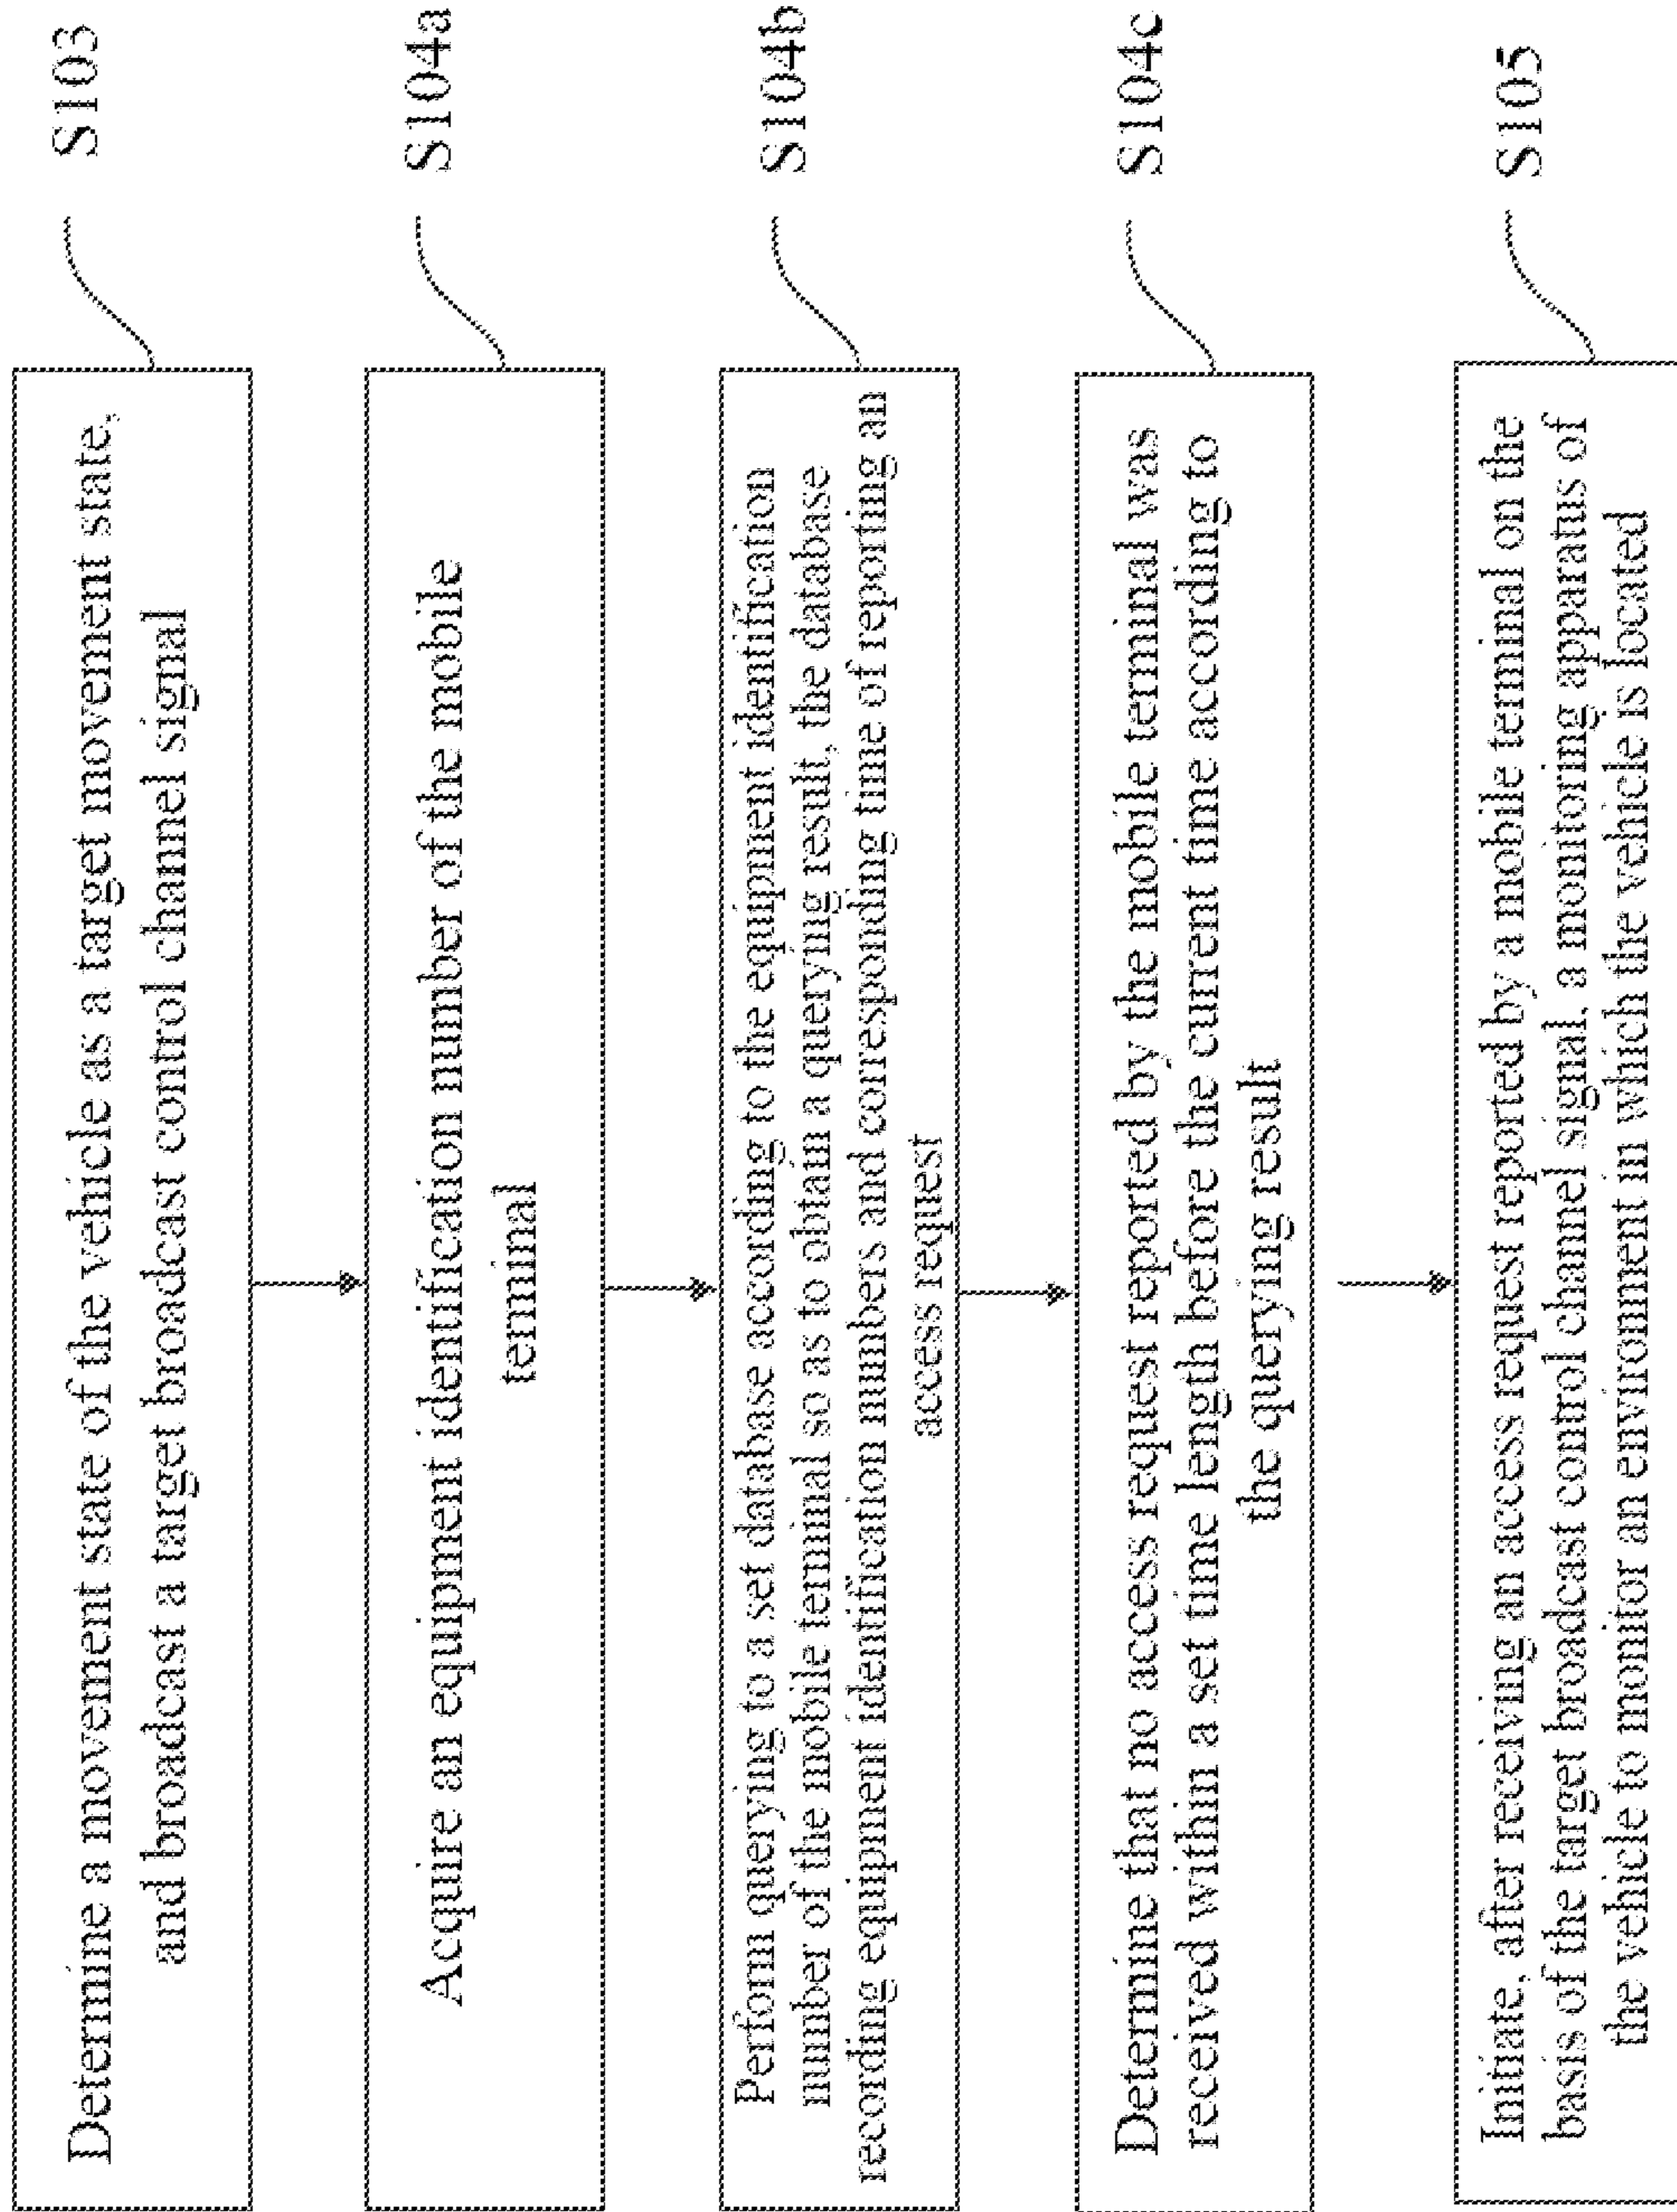 Determine a movement state of the vehicle as a target movement state,
and broadcast a target broadcast control channel signal
S103
Acquire an equipment identification number of the mobile
terminal
S104a
Perform querying to a set database according to the equipment identification
number of the mobile terminal so as to obtain a querying result, the database
recording equipment identification numbers and corresponding time of reporting an
access request
S104b
Determine that no access request reported by the mobile terminal was
received within a set time length before the current time according to
the querying result
S104c
Initiate, after receiving an access request reported by a mobile terminal on the
basis of the target broadcast control channel signal, a monitoring apparatus of
the vehicle to monitor an environment in which the vehicle is located
S105